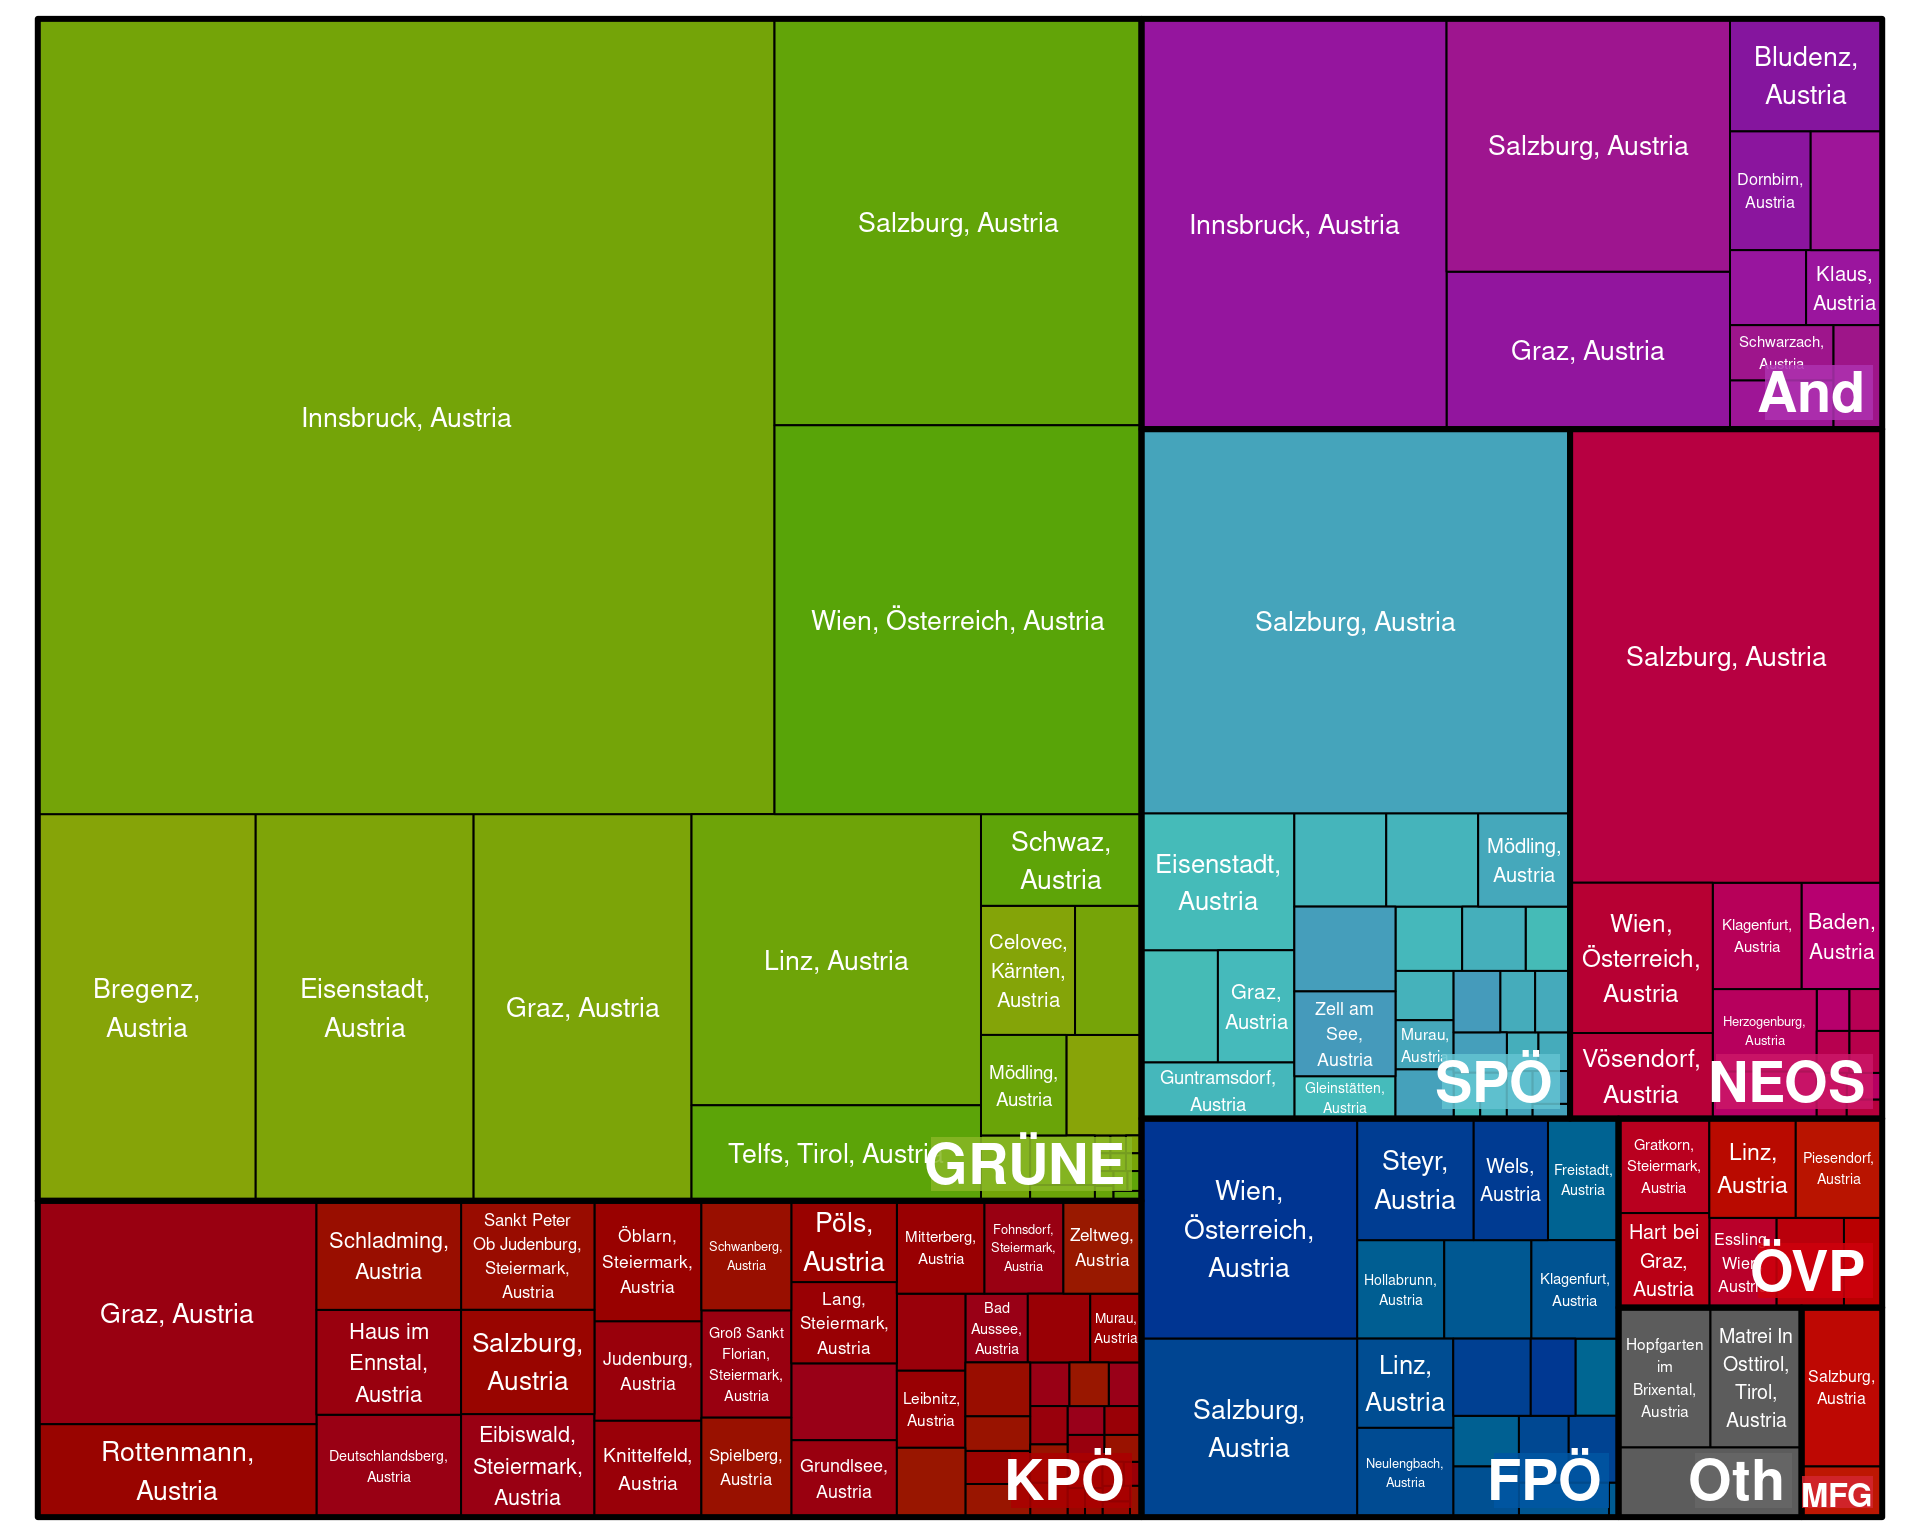 Innsbruck, Austria
Salzburg, Austria
Wien, Österreich, Austria
Bregenz,
Austria
Eisenstadt,
Austria
Graz, Austria
Linz, Austria
Telfs, Tirol, Austria
Schwaz,
Austria
Celovec,
Kärnten,
Austria
Mödling,
Austria
GRÜNE
Innsbruck, Austria
Salzburg, Austria
Graz, Austria
Bludenz,
Austria
Dornbirn,
Austria
Klaus,
Austria
Schwarzach,
Austria
And
Salzburg, Austria
Eisenstadt,
Austria
Graz,
Austria
Guntramsdorf,
Austria
Mödling,
Austria
Zell am
See,
Austria
Gleinstätten,
Austria
Murau,
Austria
SPÖ
Salzburg, Austria
Wien,
Österreich,
Austria
Vösendorf,
Austria
Klagenfurt,
Austria
Baden,
Austria
Herzogenburg,
Austria
NEOS
Graz, Austria
Rottenmann,
Austria
Schladming,
Austria
Haus im
Ennstal,
Austria
Deutschlandsberg,
Austria
Sankt Peter
Ob Judenburg,
Steiermark,
Austria
Salzburg,
Austria
Eibiswald,
Steiermark,
Austria
Öblarn,
Steiermark,
Austria
Judenburg,
Austria
Knittelfeld,
Austria
Schwanberg,
Austria
Groß Sankt
Florian,
Steiermark,
Austria
Spielberg,
Austria
Pöls,
Austria
Lang,
Steiermark,
Austria
Grundlsee,
Austria
Mitterberg,
Austria
Fohnsdorf,
Steiermark,
Austria
Zeltweg,
Austria
Bad
Aussee,
Austria
Murau,
Austria
Leibnitz,
Austria
KPÖ
Wien,
Österreich,
Austria
Salzburg,
Austria
Steyr,
Austria
Wels,
Austria
Freistadt,
Austria
Hollabrunn,
Austria
Klagenfurt,
Austria
Linz,
Austria
Neulengbach,
Austria
FPÖ
Gratkorn,
Steiermark,
Austria
Hart bei
Graz,
Austria
Linz,
Austria
Piesendorf,
Austria
Essling,
Wien,
Austria
ÖVP
Hopfgarten
im
Brixental,
Austria
Matrei In
Osttirol,
Tirol,
Austria
Oth
Salzburg,
Austria
MFG